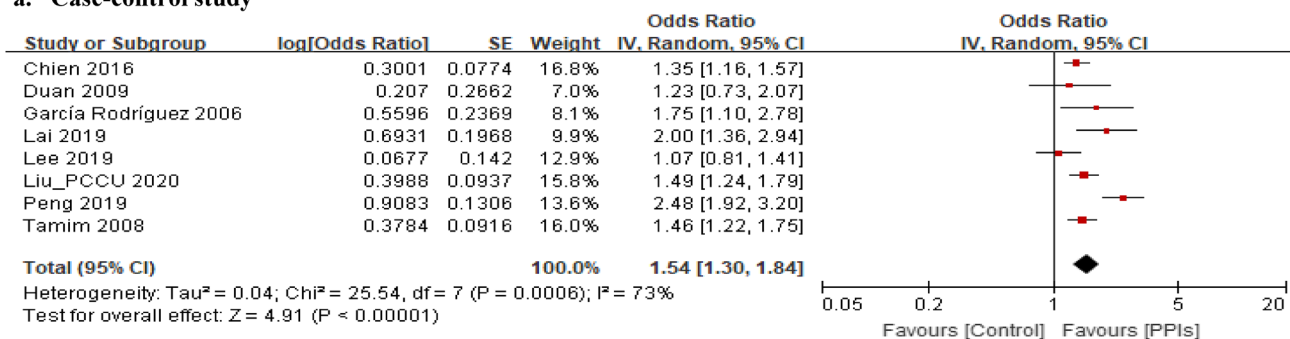 a. Case-control study
Odds Ratio Odds Ratio
Study or Subgroup log[Odds Ratio] SE Weight IV, Random, 95% CI IV, Random, 95% CI
Chien 2016 0.3001 0.0774 16.8% 1.35 [1.16, 1.57]
Duan 2009 0.207 0.2662 7.0% 1.23 [0.73, 2.07]
García Rodríguez 2006 0.5596 0.2369 8.1% 1.75 [1.10, 2.78]
Lai 2019 0.6931 0.1968 9.9% 2.00 [1.36, 2.94]
Lee 2019 0.0677 0.142 12.9% 1.07 [0.81, 1.41]
Liu_PCCU 2020 0.3988 0.0937 15.8% 1.49 [1.24, 1.79]
Peng 2019 0.9083 0.1306 13.6% 2.48 [1.92, 3.20]
Tamim 2008 0.3784 0.0916 16.0% 1.46 [1.22, 1.75]
Total (95% CI) 100.0% 1.54 [1.30, 1.84]
Heterogeneity: Tau² = 0.04; Chi² = 25.54, df = 7 (P = 0.0006); I² = 73%
Test for overall effect: Z = 4.91 (P < 0.00001)
0.05 0.2 1 5 20
Favours [Control] Favours [PPIs]